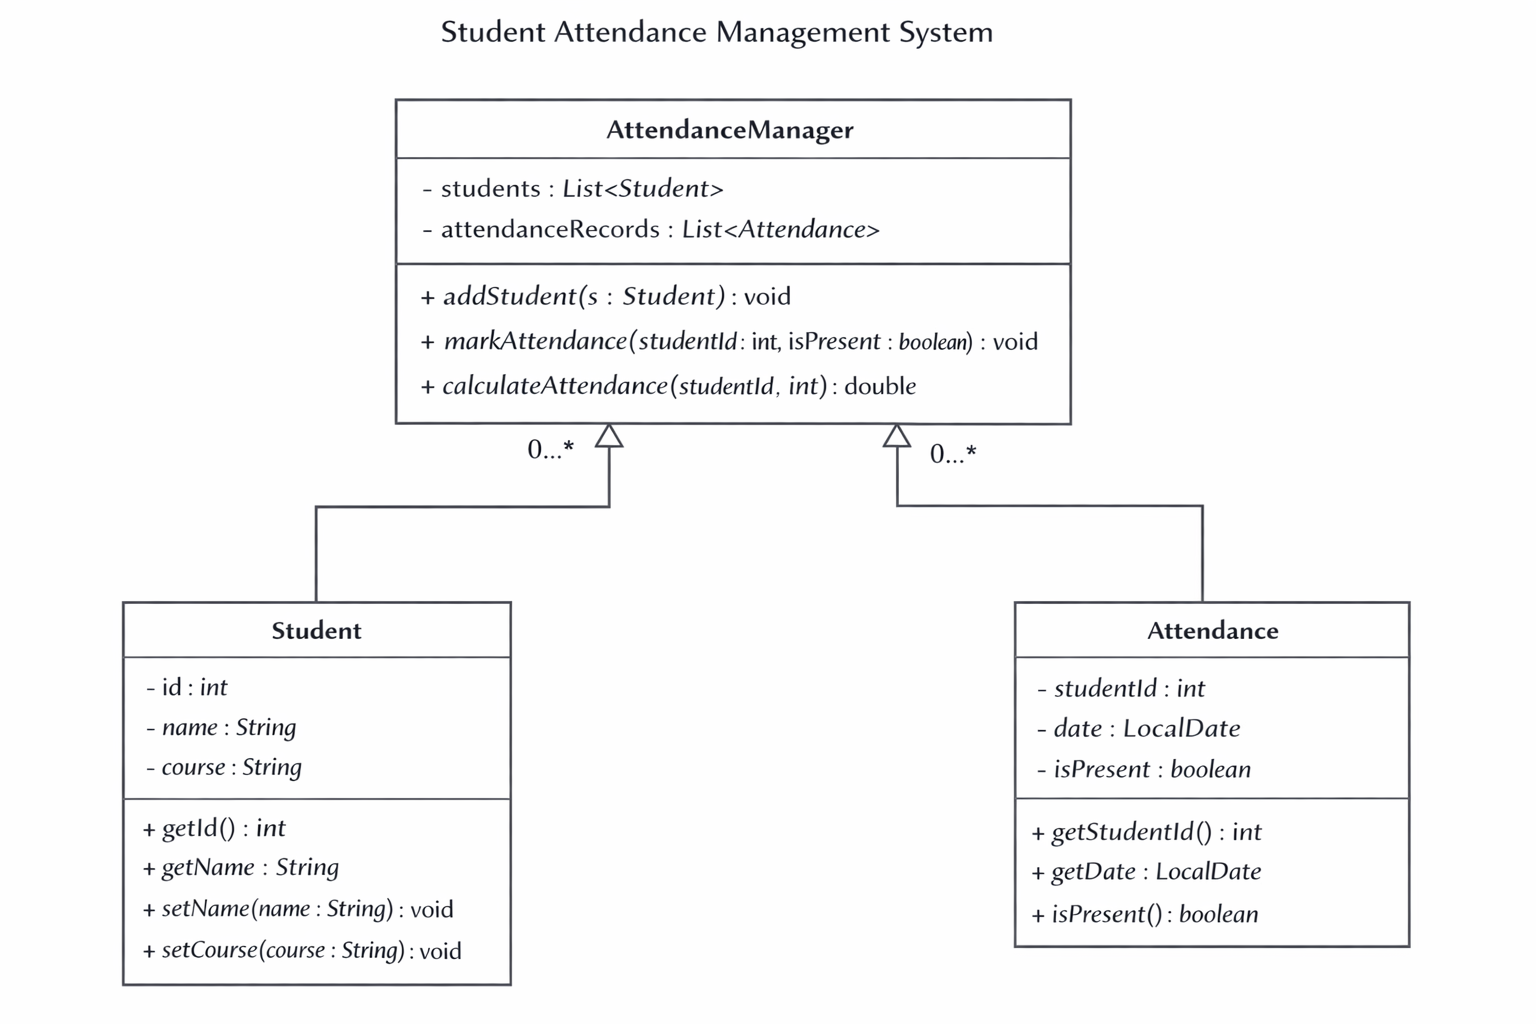 Student Attendance Management System
AttendanceManager
- students : List<Student>
- attendanceRecords : List<Attendance>
+ addStudent(s : Student) : void
+ markAttendance(studentId : int, isPresent : boolean) : void
+ calculateAttendance(studentId, int) : double
0...*
0...*
Student
- id : int
- name : String
- course : String
+ getId() : int
+ getName : String
+ setName(name : String) : void
+ setCourse(course : String) : void
Attendance
- studentId : int
- date : LocalDate
- isPresent : boolean
+ getStudentId() : int
+ getDate : LocalDate
+ isPresent() : boolean